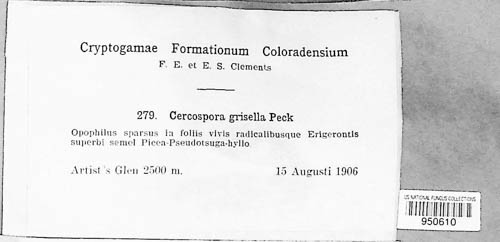 Cryptogamae Formationum Coloradensium
F. E. et E. S. Clements
279. Cercospora grisella Peck
Opophilus sparsus in foliis vivis radicalibusque Erigerontis
superbi semel Picea-Pseudotsuga-hylio
Artist's Glen 2500 m. 15 Augusti 1906
US NATIONAL FUNGUS COLLECTIONS
950610